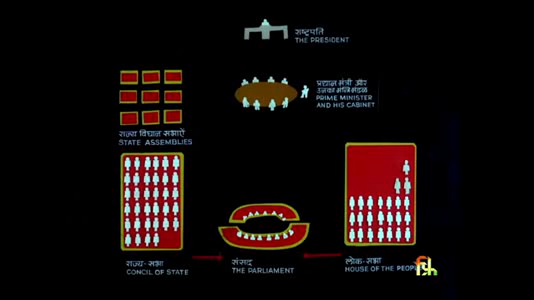 राष्ट्रपति
THE PRESIDENT
प्रधान मंत्री और
उनका मंत्रिमंडल
PRIME MINISTER
AND HIS CABINET
राज्य विधान सभाऐं
STATE ASSEMBLIES
राज्य-सभा
CONCIL OF STATE
संसद
THE PARLIAMENT
लोक-सभा
HOUSE OF THE PEOPLE